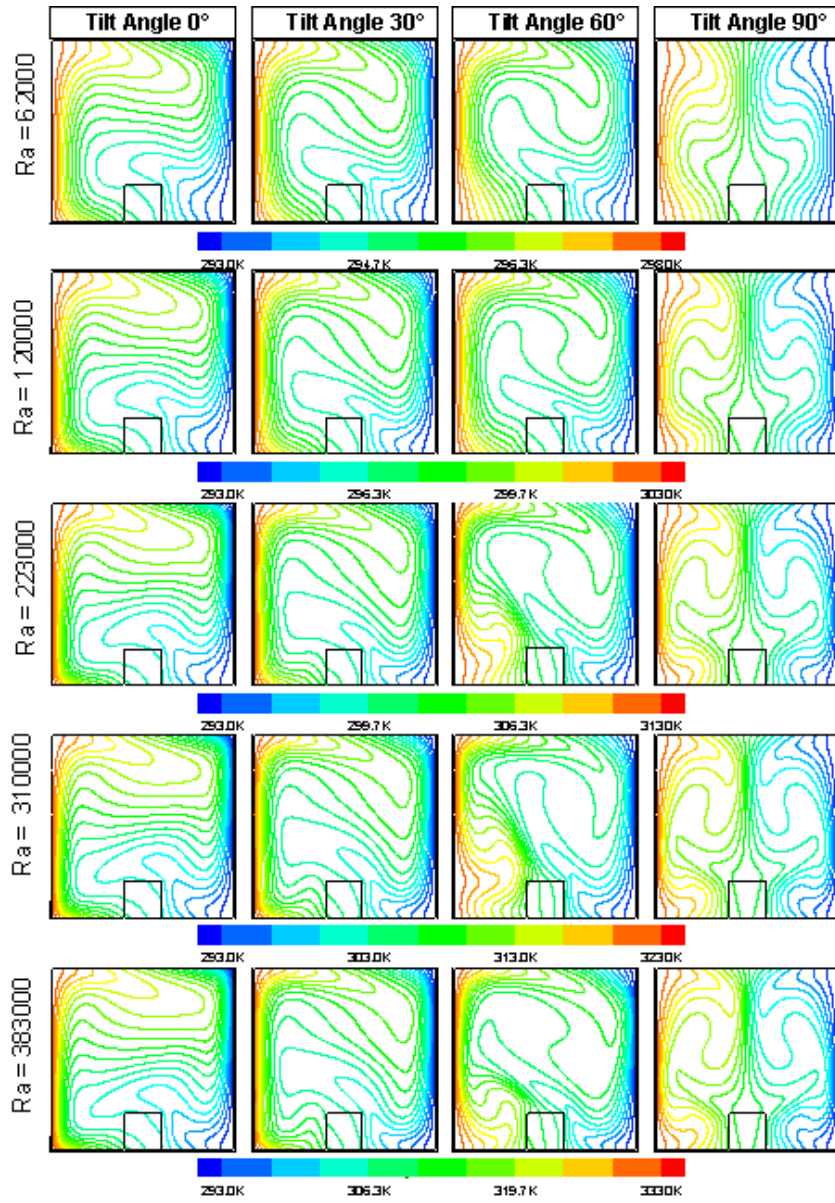 Tilt Angle 0° Tilt Angle 30° Tilt Angle 60° Tilt Angle 90°
Ra = 62000
293.0K 294.7K 296.3K 298.0K
Ra = 120000
293.0K 296.3K 299.7K 303.0K
Ra = 223000
293.0K 299.7K 306.3K 313.0K
Ra = 310000
293.0K 303.0K 313.0K 323.0K
Ra = 383000
293.0K 306.3K 319.7K 333.0K